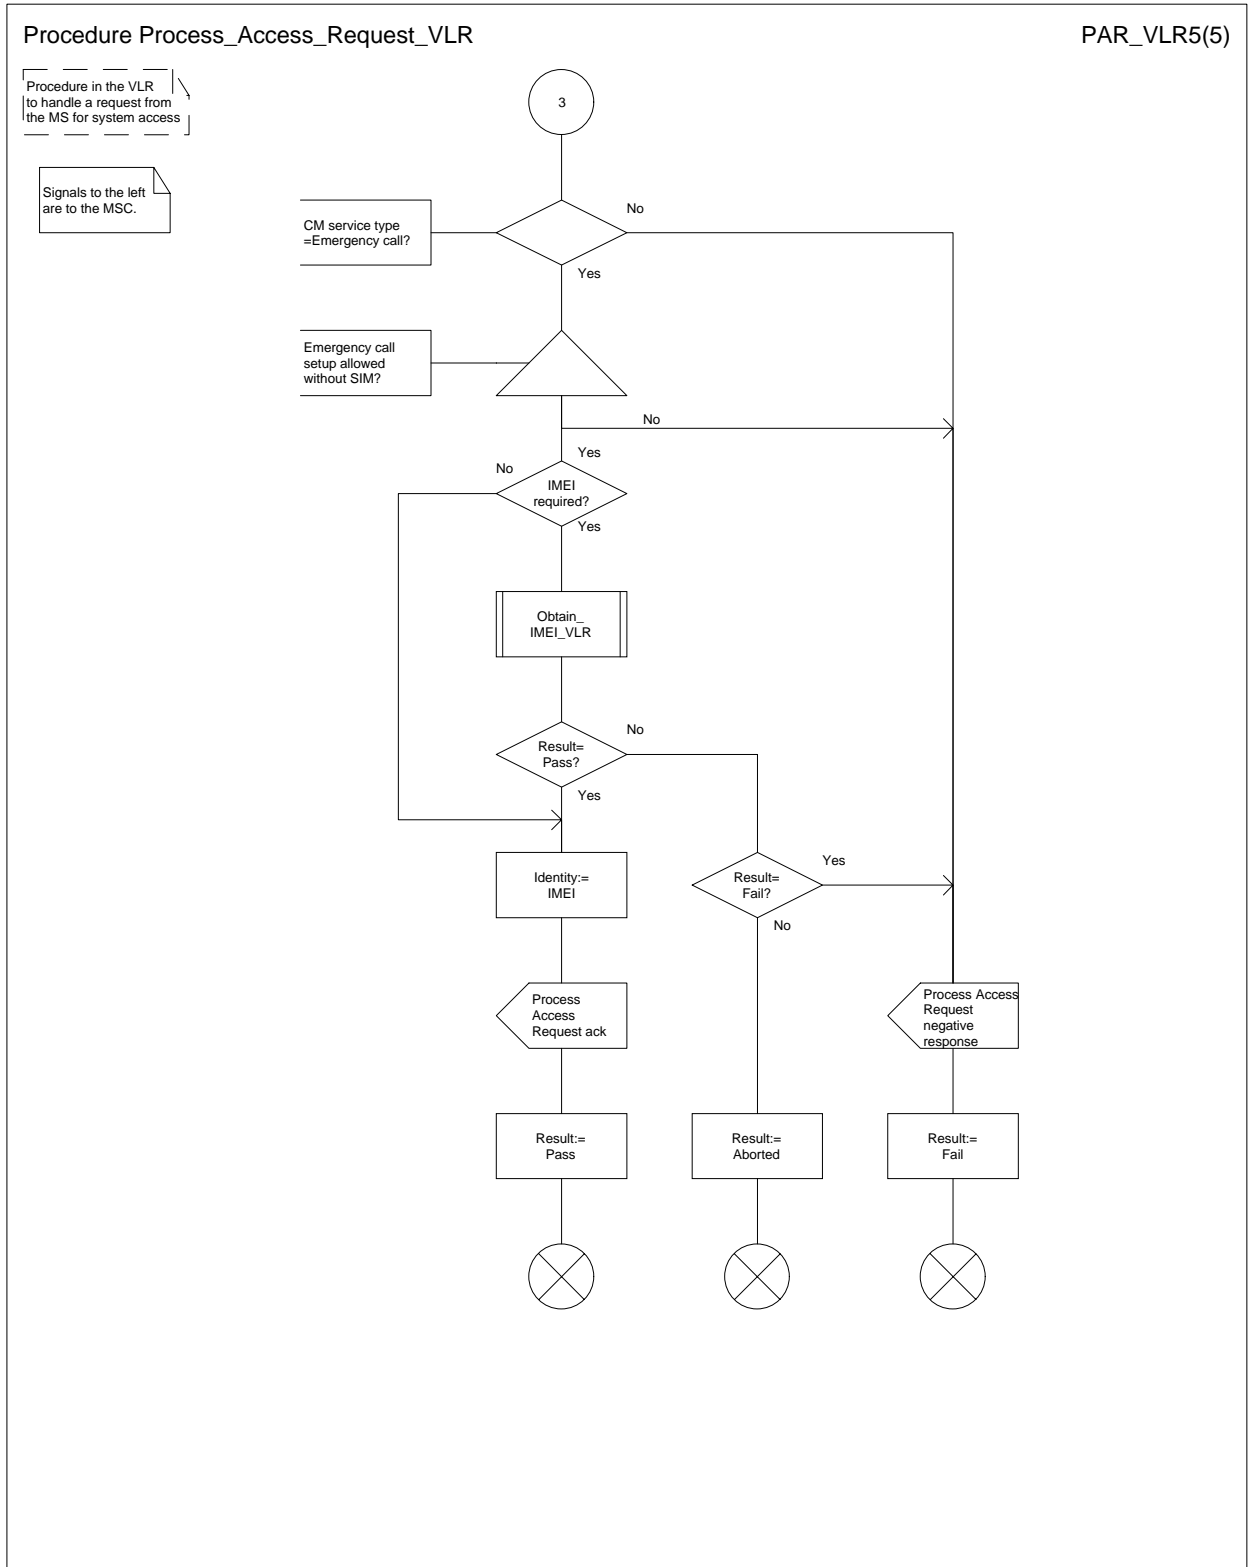 Procedure Process_Access_Request_VLR
PAR_VLR5(5)
Procedure in the VLR
to handle a request from
the MS for system access
3
Signals to the left
are to the MSC.
No
CM service type
=Emergency call?
Yes
Emergency call
setup allowed
without SIM?
No
Yes
No
IMEI
required?
Yes
Obtain_
IMEI_VLR
No
Result=
Pass?
Yes
Yes
Identity:=
IMEI
Result=
Fail?
No
Process
Access
Request ack
Process Access
Request
negative
response
Result:=
Pass
Result:=
Aborted
Result:=
Fail